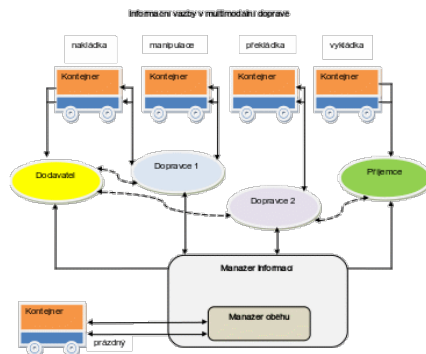 Informační vazby v multimodální dopravě
nakládka manipulace překládka vykládka
Kontejner Kontejner Kontejner Kontejner
Dodavatel Dopravce 1 Dopravce 2 Příjemce
Manažer Informací
Manažer oběhu
Kontejner
prázdný